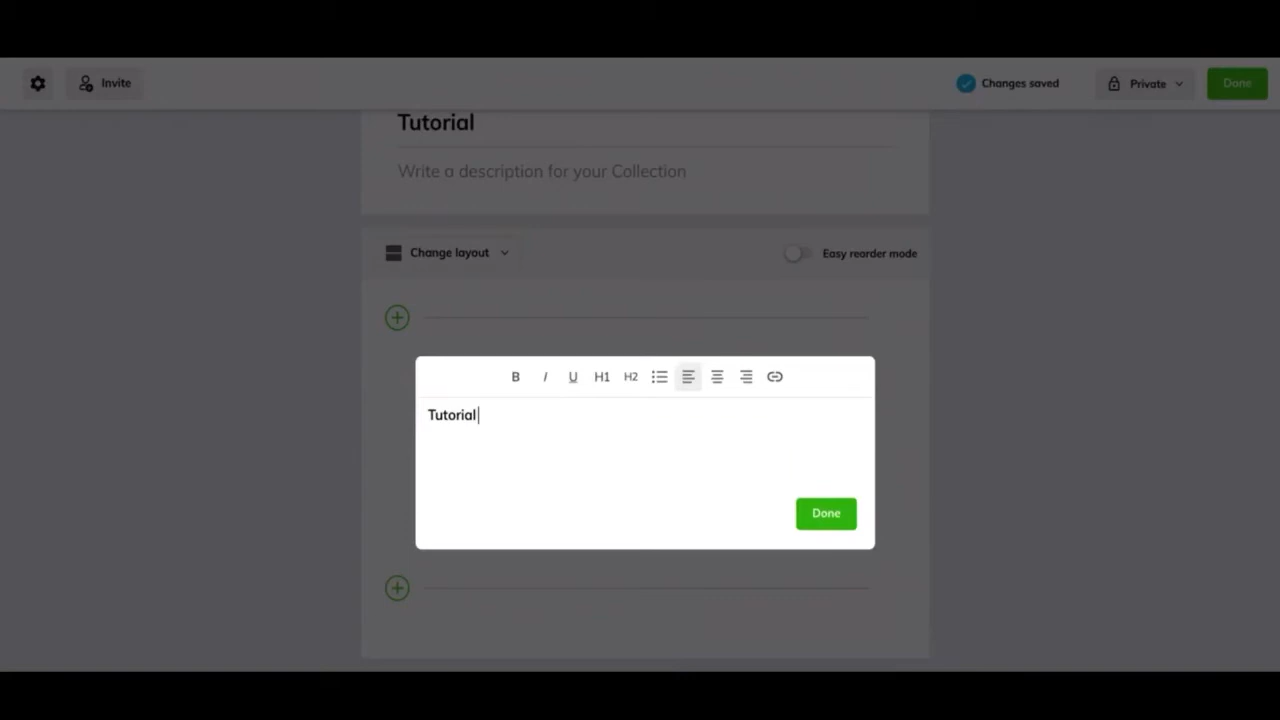 Invite
Changes saved
Private
Done
Tutorial
Write a description for your Collection
Change layout
Easy reorder mode
B I U H1 H2
Tutorial
Done